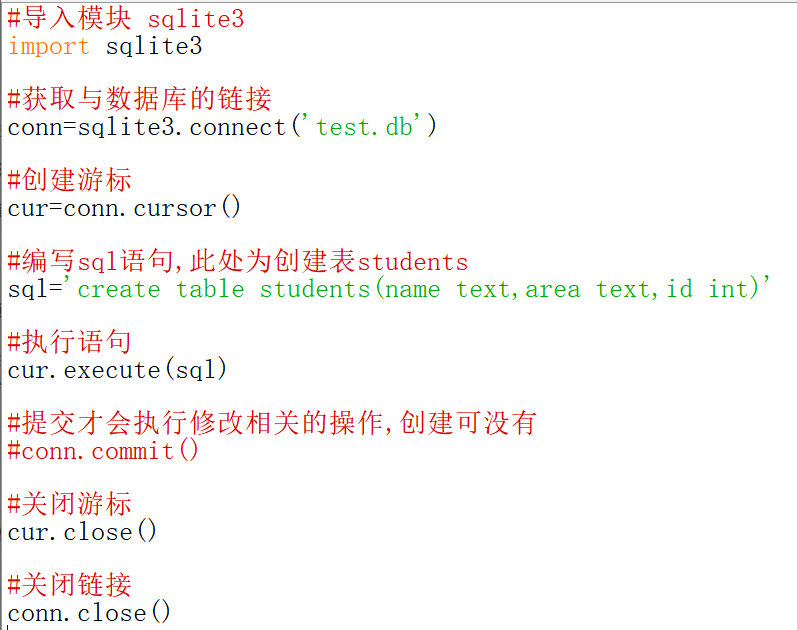 #导入模块 sqlite3
import sqlite3
#获取与数据库的链接
conn=sqlite3.connect('test.db')
#创建游标
cur=conn.cursor()
#编写sql语句,此处为创建表students
sql='create table students(name text,area text,id int)'
#执行语句
cur.execute(sql)
#提交才会执行修改相关的操作,创建可没有
#conn.commit()
#关闭游标
cur.close()
#关闭链接
conn.close()